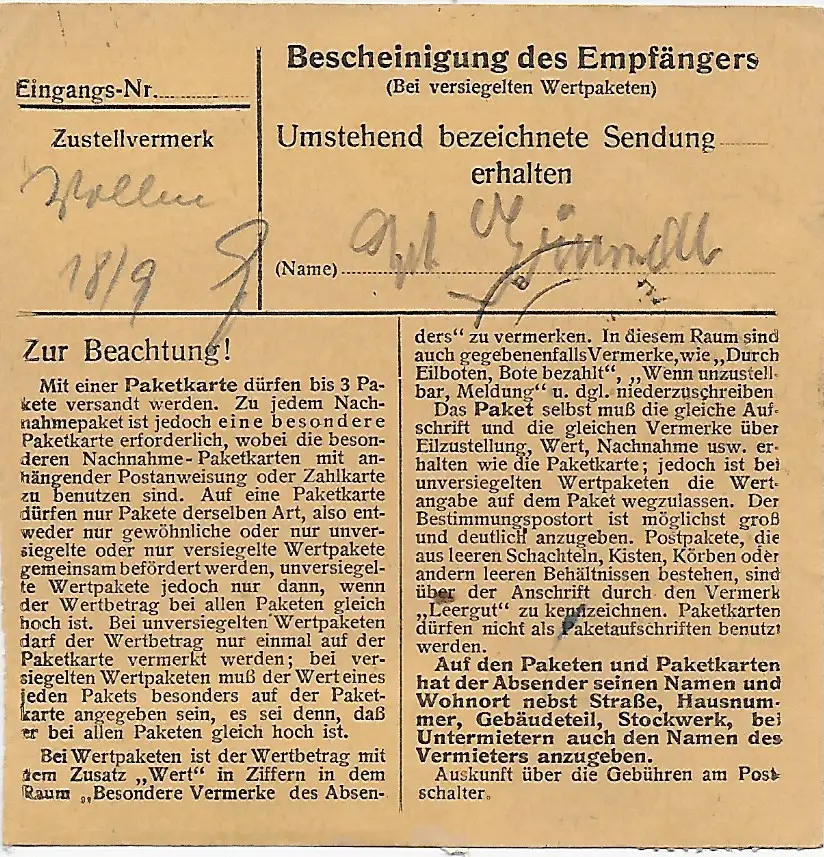 Eingangs-Nr.
Zustellvermerk
18/9
Bescheinigung des Empfängers
(Bei versiegelten Wertpaketen)
Umstehend bezeichnete Sendung
erhalten
(Name)
Zur Beachtung!
Mit einer Paketkarte dürfen bis 3 Pa-
kete versandt werden. Zu jedem Nach-
nahmepaket ist jedoch eine besondere
Paketkarte erforderlich, wobei die beson-
deren Nachnahme-Paketkarten mit an-
hängender Postanweisung oder Zahlkarte
zu benutzen sind. Auf eine Paketkarte
dürfen nur Pakete derselben Art, also ent-
weder nur gewöhnliche oder nur unver-
siegelte oder nur versiegelte Wertpakete
gemeinsam befördert werden, unversiegel-
te Wertpakete jedoch nur dann, wenn
der Wertbetrag bei allen Paketen gleich
hoch ist. Bei unversiegelten Wertpaketen
darf der Wertbetrag nur einmal auf der
Paketkarte vermerkt werden; bei ver-
siegelten Wertpaketen muß der Wert eines
jeden Pakets besonders auf der Paket-
karte angegeben sein, es sei denn, daß
er bei allen Paketen gleich hoch ist.
Bei Wertpaketen ist der Wertbetrag mit
dem Zusatz „Wert“ in Ziffern in dem
Raum „Besondere Vermerke des Absen-
ders“ zu vermerken. In diesem Raum sind
auch gegebenenfalls Vermerke, wie „Durch
Eilboten, Bote bezahlt“, „Wenn unzustell-
bar, Meldung“ u. dgl. niederzuschreiben
Das Paket selbst muß die gleiche Auf-
schrift und die gleichen Vermerke über
Eilzustellung, Wert, Nachnahme usw. er-
halten wie die Paketkarte; jedoch ist bei
unversiegelten Wertpaketen die Wert-
angabe auf dem Paket wegzulassen. Der
Bestimmungspostort ist möglichst groß
und deutlich anzugeben. Postpakete, die
aus leeren Schachteln, Kisten, Körben oder
andern leeren Behältnissen bestehen, sind
über der Anschrift durch den Vermerk
„Leergut“ zu kennzeichnen. Paketkarten
dürfen nicht als Paketaufschriften benutzt
werden.
Auf den Paketen und Paketkarten
hat der Absender seinen Namen und
Wohnort nebst Straße, Hausnum-
mer, Gebäudeteil, Stockwerk, bei
Untermietern auch den Namen des
Vermieters anzugeben.
Auskunft über die Gebühren am Post-
schalter.